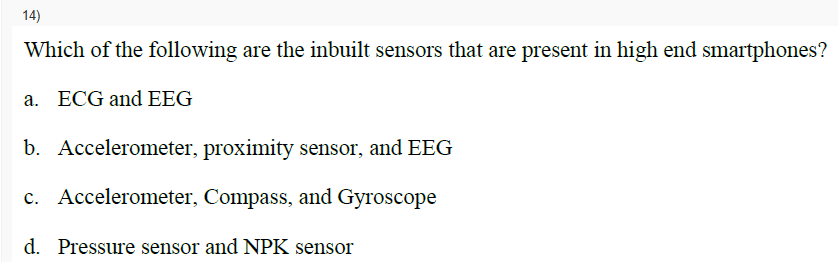 14)
Which of the following are the inbuilt sensors that are present in high end smartphones?
a. ECG and EEG
b. Accelerometer, proximity sensor, and EEG
c. Accelerometer, Compass, and Gyroscope
d. Pressure sensor and NPK sensor